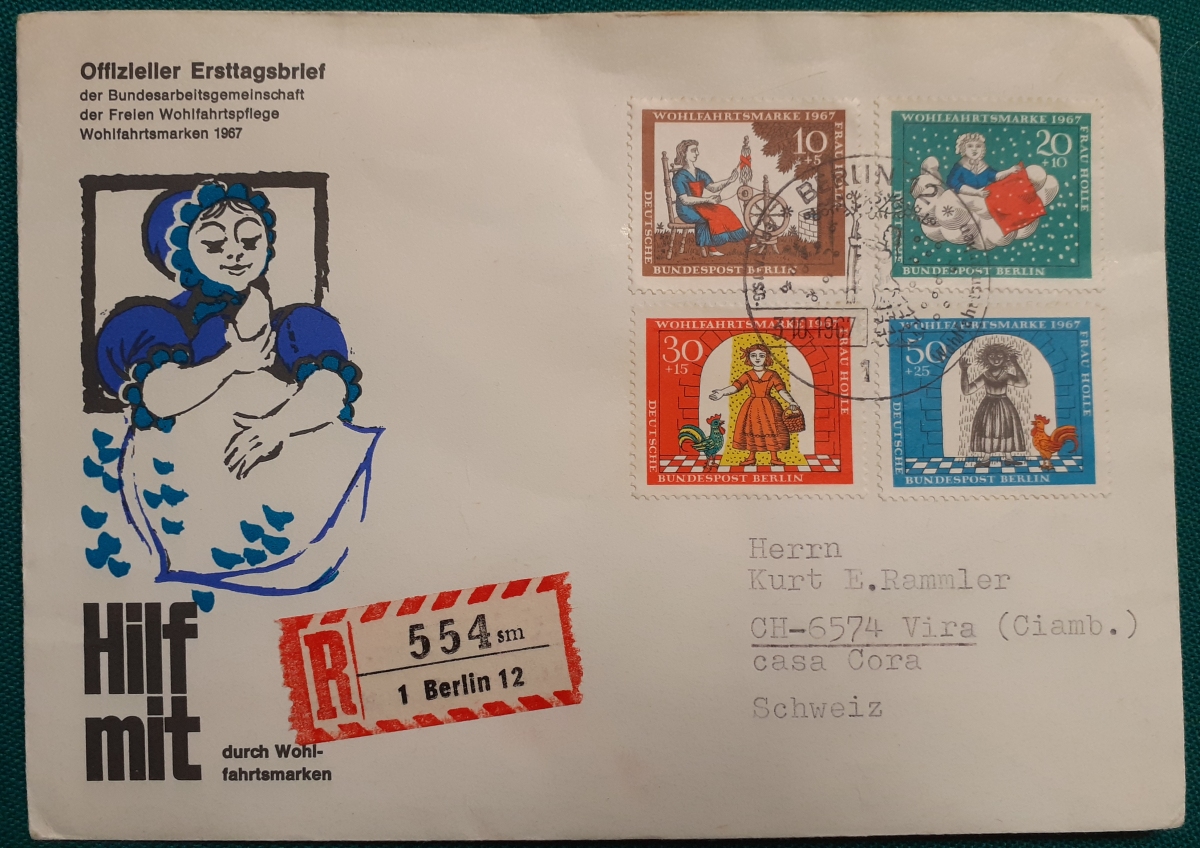 Offizieller Ersttagsbrief
der Bundesarbeitsgemeinschaft
der Freien Wohlfahrtspflege
Wohlfahrtsmarken 1967
WOHLFAHRTSMARKE 1967
10
+5
FRAU HOLLE
DEUTSCHE
BUNDESPOST BERLIN
WOHLFAHRTSMARKE 1967
20
+10
FRAU HOLLE
BUNDESPOST BERLIN
BERLIN 12
1
WOHLFAHRTSMARKE 1967
30
+15
FRAU HOLLE
DEUTSCHE
BUNDESPOST BERLIN
WOHLFAHRTSMARKE 1967
50
+25
FRAU HOLLE
DEUTSCHE
BUNDESPOST BERLIN
Herrn
Kurt E.Rammler
CH-6574 Vira (Ciamb.)
casa Cora
Schweiz
R
554 sm
1 Berlin 12
Hilf
mit
durch Wohl-
fahrtsmarken